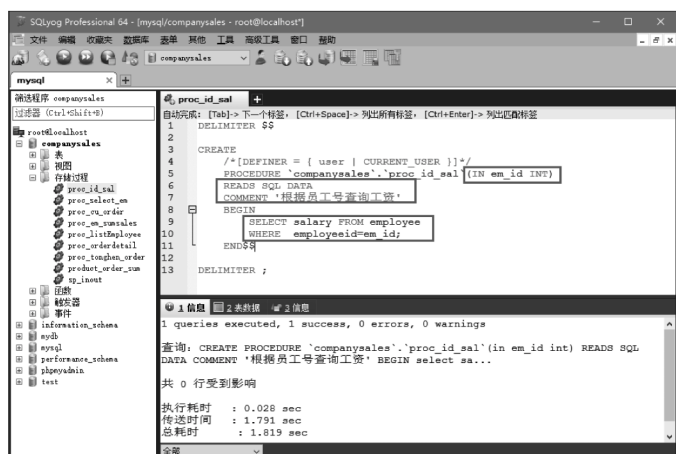 SQLyog Professional 64 - [mysql/companysales - root@localhost*]
文件 编辑 收藏夹 数据库 表单 其他 工具 高级工具 窗口 帮助
companysales
mysql
筛选程序 companysales
过滤器 (Ctrl+Shift+B)
root@localhost
companysales
表
视图
存储过程
proc_id_sal
proc_select_em
proc_cu_order
proc_em_sumsales
proc_listEmployee
proc_orderdetail
proc_tonghen_order
product_order_sum
sp_inout
函数
触发器
事件
information_schema
mydb
mysql
performance_schema
phpmyadmin
test
proc_id_sal
自动完成: [Tab]-> 下一个标签, [Ctrl+Space]-> 列出所有标签, [Ctrl+Enter]-> 列出匹配标签
1 DELIMITER $$
2
3 CREATE
4 /*[DEFINER = { user | CURRENT_USER }]*/
5 PROCEDURE `companysales`.`proc_id_sal`(IN em_id INT)
6 READS SQL DATA
7 COMMENT '根据员工号查询工资'
8 BEGIN
9 SELECT salary FROM employee
10 WHERE employeeid=em_id;
11 END$$
12
13 DELIMITER ;
1 信息 2 表数据 3 信息
1 queries executed, 1 success, 0 errors, 0 warnings
查询: CREATE PROCEDURE `companysales`.`proc_id_sal`(in em_id int) READS SQL
DATA COMMENT '根据员工号查询工资' BEGIN select sa...
共 0 行受到影响
执行耗时 : 0.028 sec
传送时间 : 1.791 sec
总耗时 : 1.819 sec
全部